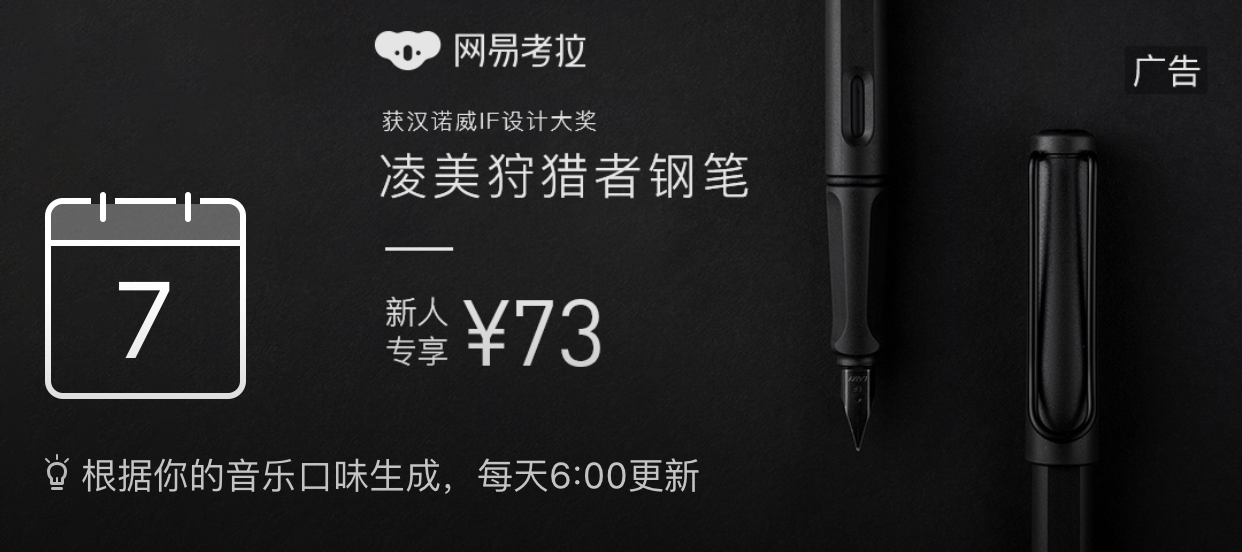 网易考拉
广告
获汉诺威IF设计大奖
凌美狩猎者钢笔
新人
专享
¥73
7
根据你的音乐口味生成，每天6:00更新